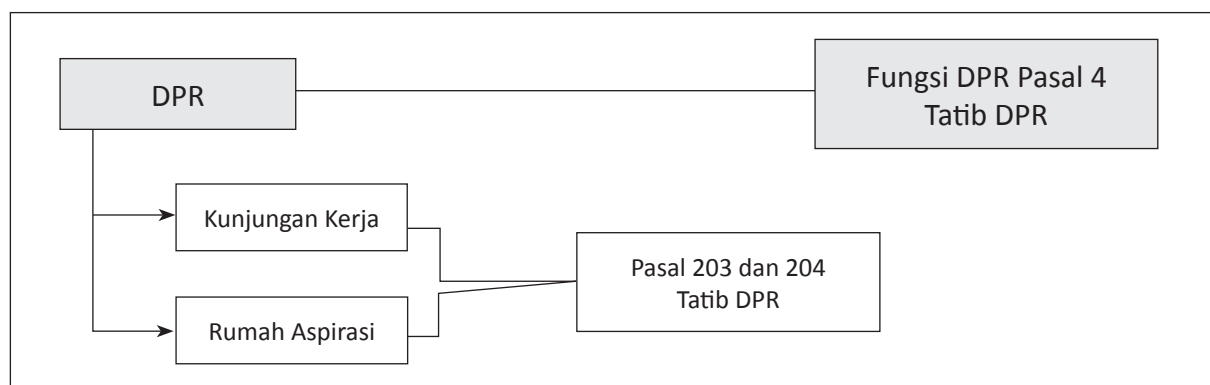 DPR
Fungsi DPR Pasal 4
Tatib DPR
Kunjungan Kerja
Pasal 203 dan 204
Tatib DPR
Rumah Aspirasi